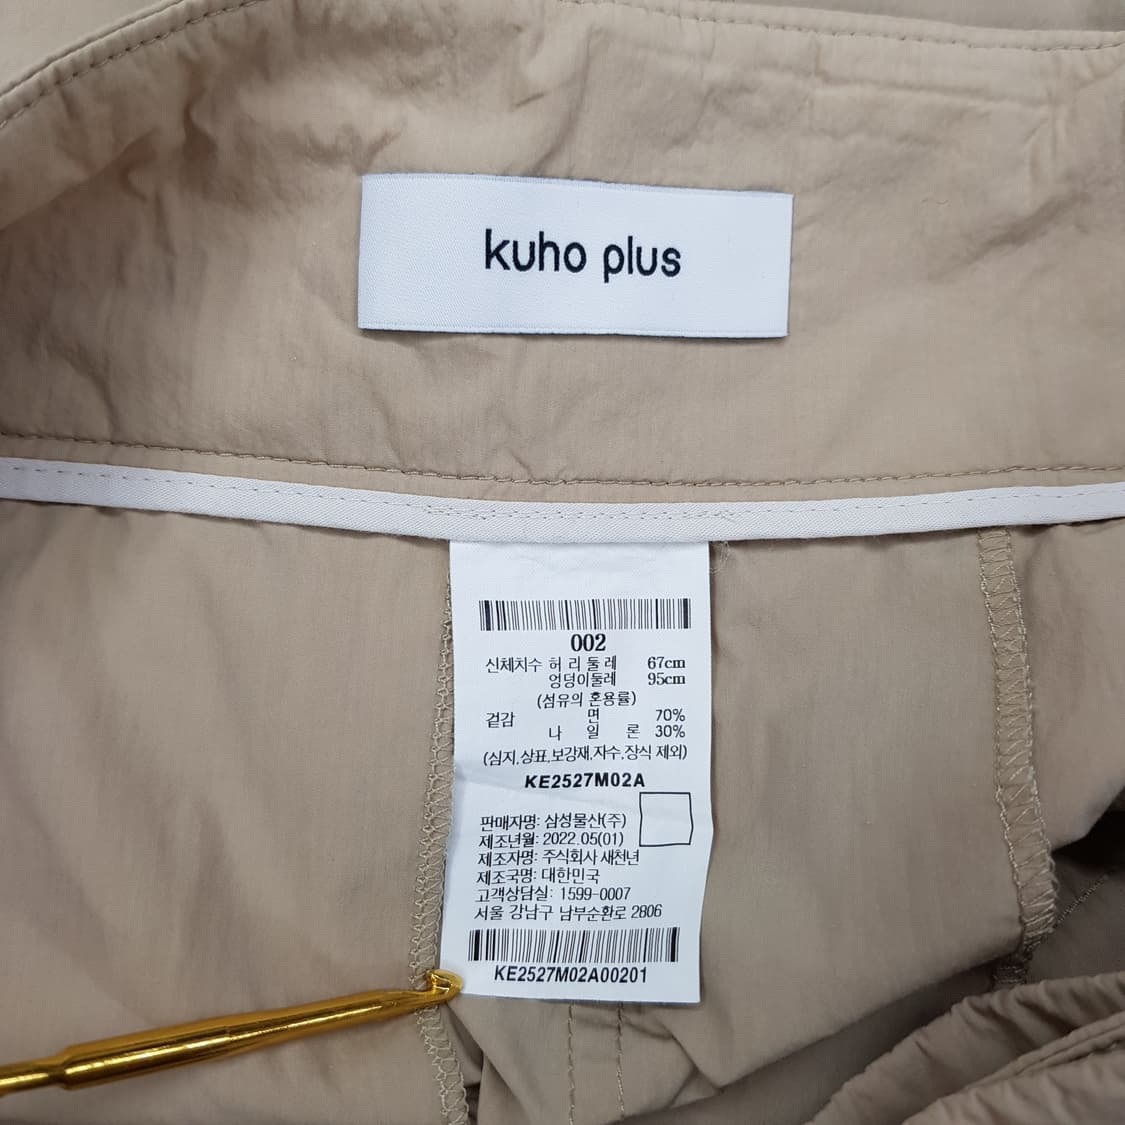 kuho plus
002
신체치수 허 리 둘 레 67cm
엉덩이둘레 95cm
(섬유의 혼용률)
겉감 면 70%
나 일 론 30%
(심지,상표,보강재,자수,장식 제외)
KE2527M02A
판매자명: 삼성물산(주)
제조년월: 2022.05(01)
제조자명: 주식회사 새천년
제조국명: 대한민국
고객상담실: 1599-0007
서울 강남구 남부순환로 2806
KE2527M02A00201